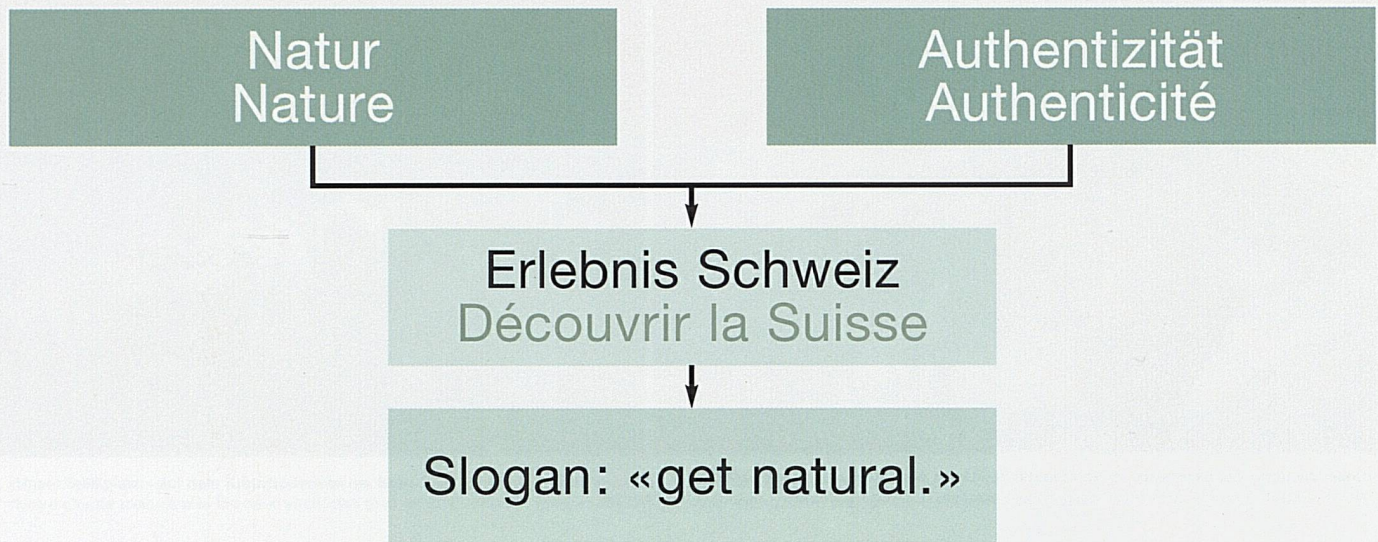 Natur
Nature
Authentizität
Authenticité
Erlebnis Schweiz
Découvrir la Suisse
Slogan: «get natural.»